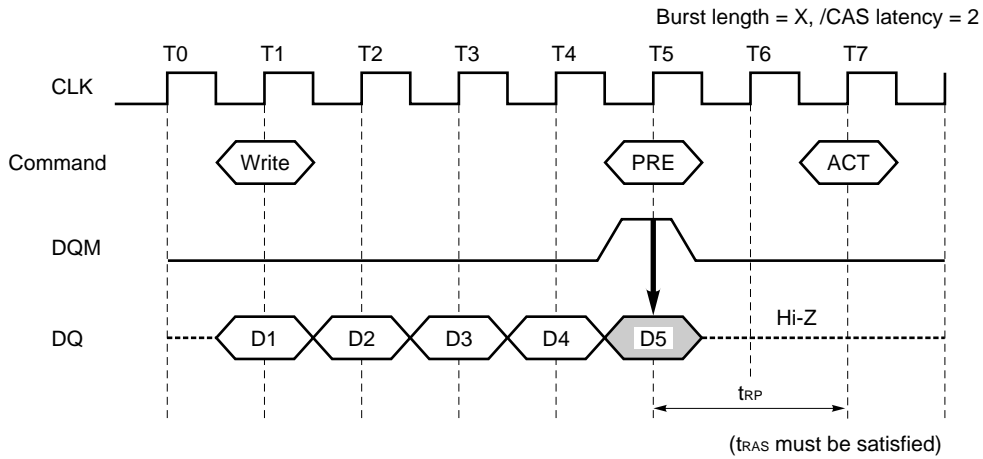 Burst length = X, /CAS latency = 2
T0 T1 T2 T3 T4 T5 T6 T7
CLK
Command Write PRE ACT
DQM
DQ D1 D2 D3 D4 D5 Hi-Z
tRP
(tRAS must be satisfied)